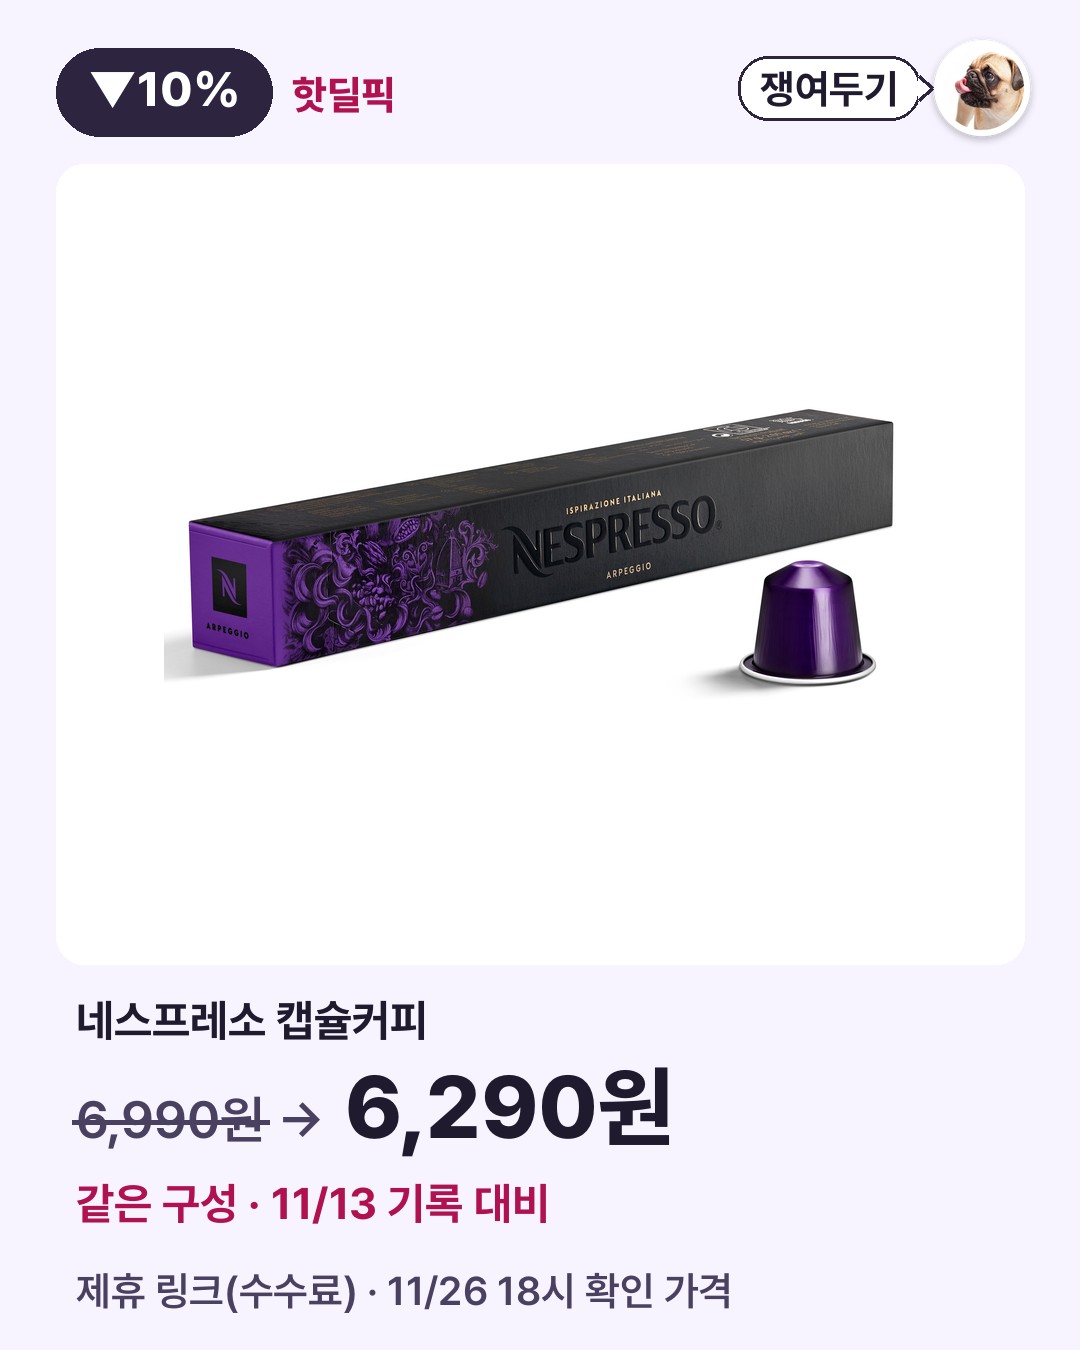 ▼10% 핫딜픽
쟁여두기
ISPIRAZIONE ITALIANA
NESPRESSO
ARPEGGIO
N
ARPEGGIO
네스프레소 캡슐커피
6,990원 → 6,290원
같은 구성 · 11/13 기록 대비
제휴 링크(수수료) · 11/26 18시 확인 가격